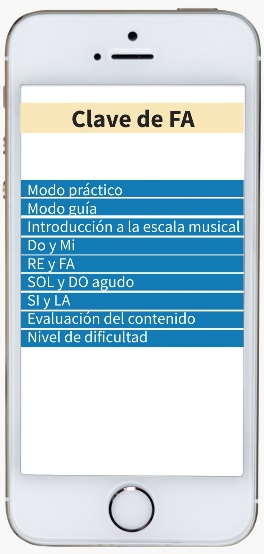 Clave de FA
Modo práctico
Modo guía
Introducción a la escala musical
Do y Mi
RE y FA
SOL y DO agudo
SI y LA
Evaluación del contenido
Nivel de dificultad